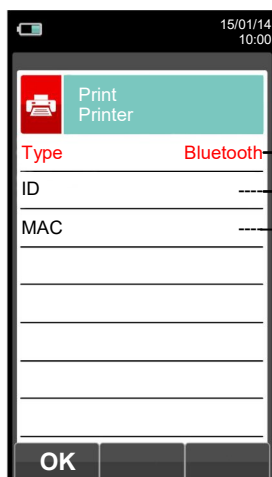 15/01/14
10:00
Print
Printer
Type Bluetooth
ID ----
MAC ----
OK